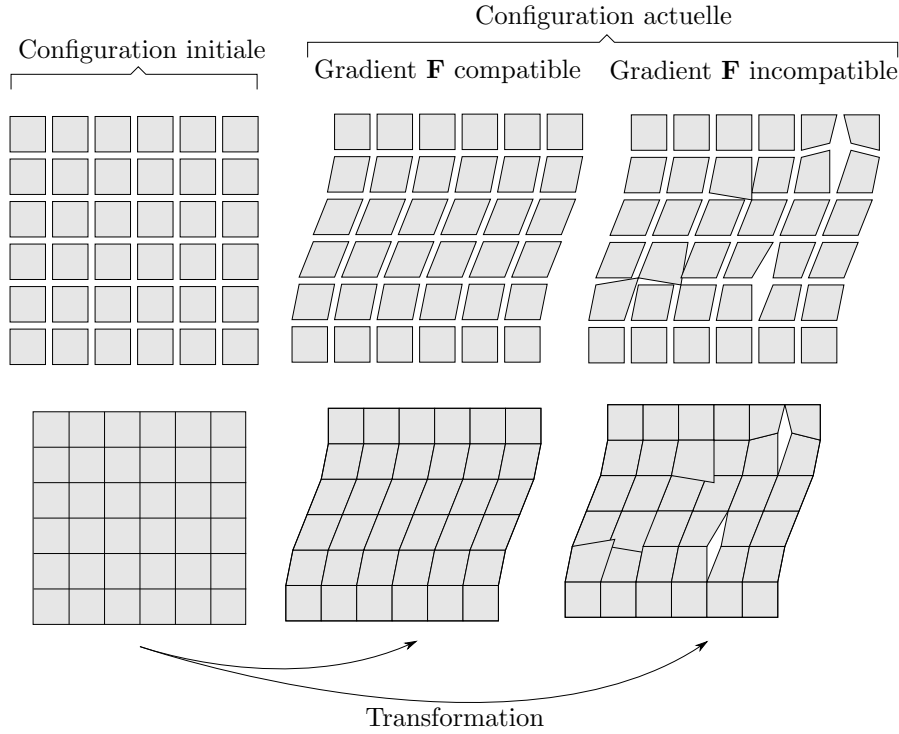 Configuration actuelle
Configuration initiale
Gradient F compatible
Gradient F incompatible
Transformation